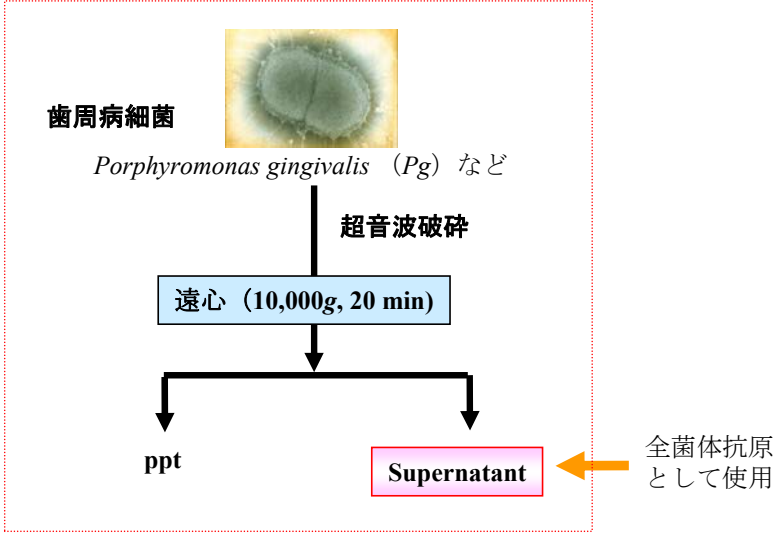 歯周病細菌
Porphyromonas gingivalis （Pg）など
超音波破砕
遠心（10,000g, 20 min)
ppt
Supernatant
全菌体抗原
として使用